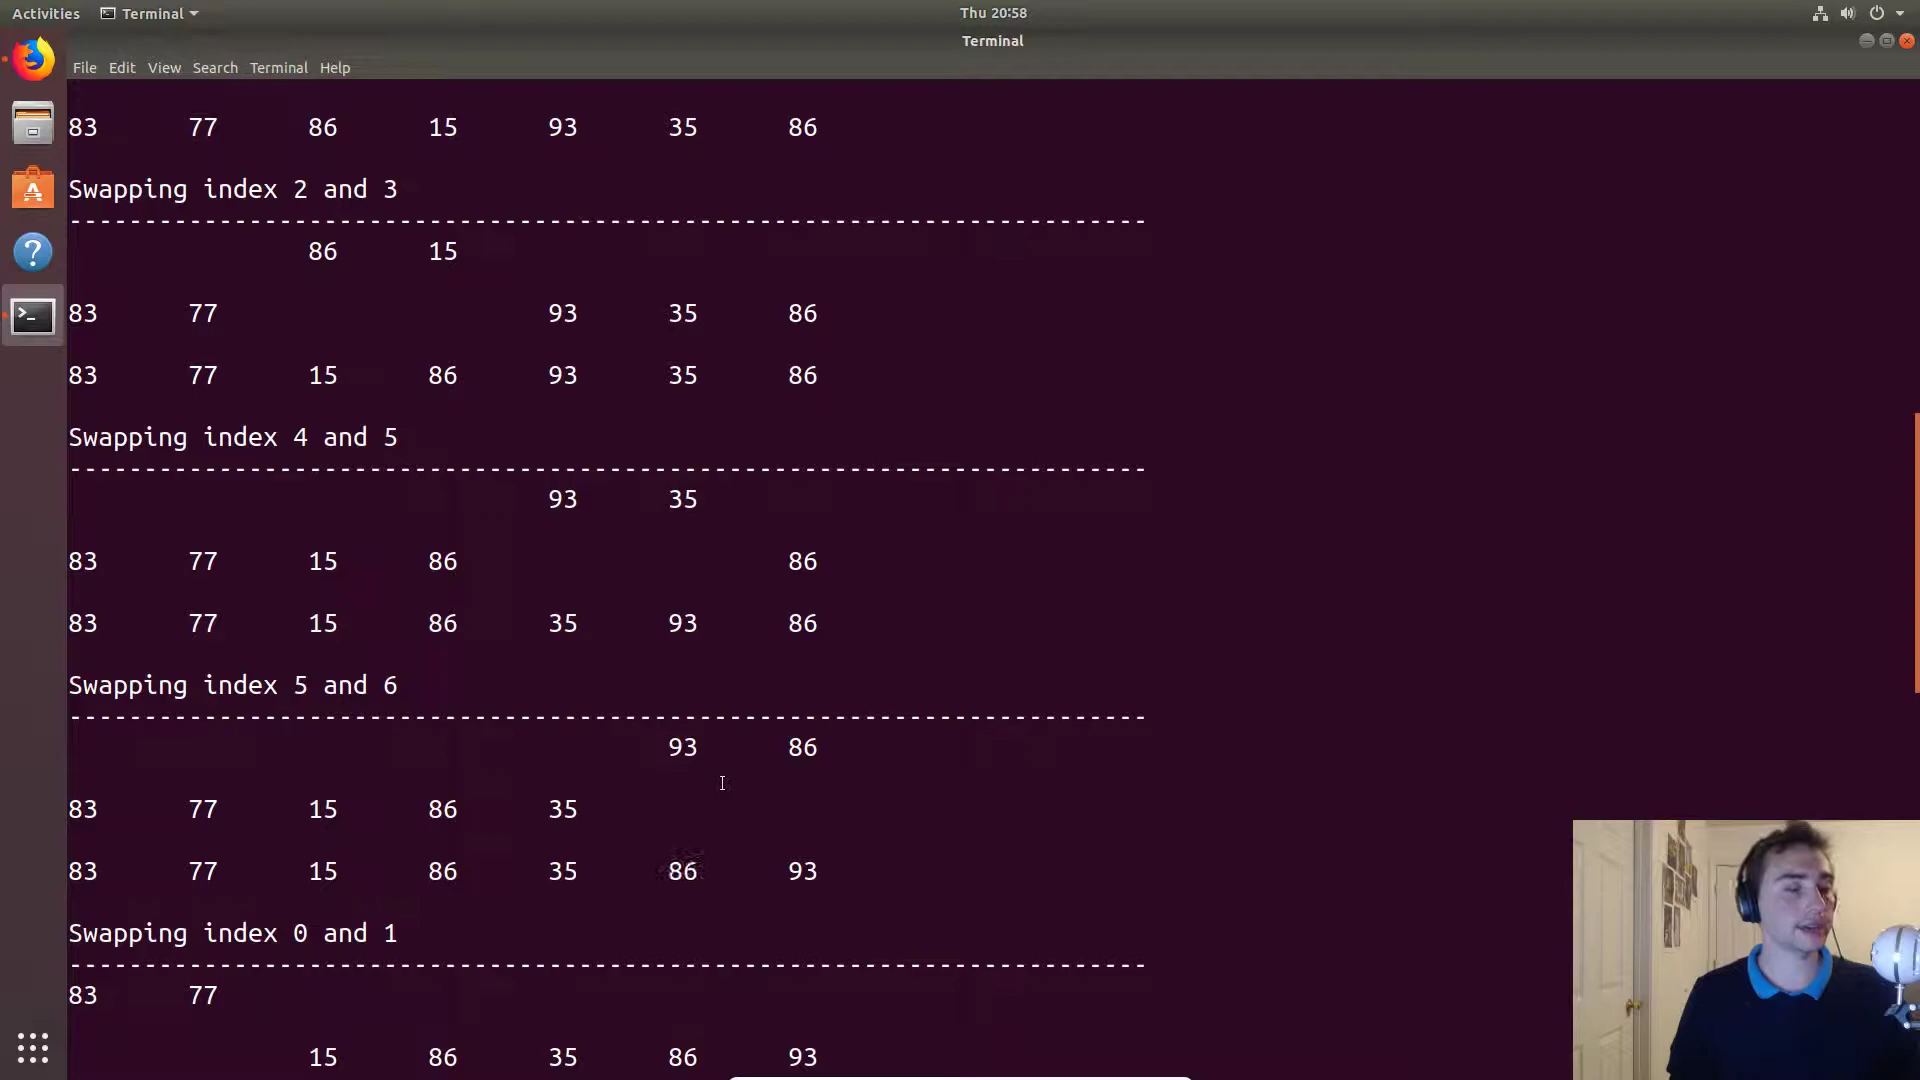 Activities Terminal Thu 20:58
Terminal
File Edit View Search Terminal Help
83 77 86 15 93 35 86
Swapping index 2 and 3
------------------------------------------------------------------------
86 15
83 77 93 35 86
83 77 15 86 93 35 86
Swapping index 4 and 5
------------------------------------------------------------------------
93 35
83 77 15 86 86
83 77 15 86 35 93 86
Swapping index 5 and 6
------------------------------------------------------------------------
93 86
83 77 15 86 35
83 77 15 86 35 86 93
Swapping index 0 and 1
------------------------------------------------------------------------
83 77
15 86 35 86 93